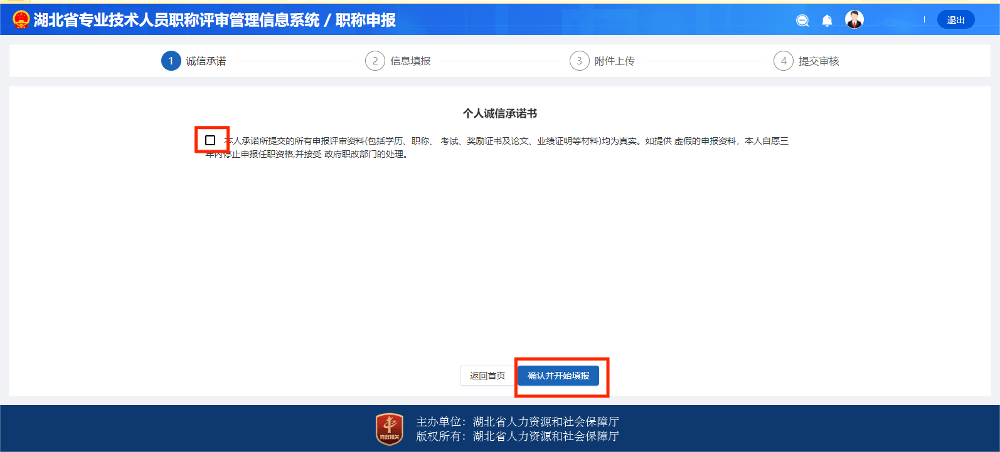 湖北省专业技术人员职称评审管理信息系统 / 职称申报
退出
1 诚信承诺
2 信息填报
3 附件上传
4 提交审核
个人诚信承诺书
本人承诺所提交的所有申报评审资料(包括学历、职称、 考试、奖励证书及论文、业绩证明等材料)均为真实。如提供 虚假的申报资料，本人自愿三
年内停止申报任职资格,并接受 政府职改部门的处理。
返回首页
确认并开始填报
党政机关
主办单位：湖北省人力资源和社会保障厅
版权所有：湖北省人力资源和社会保障厅